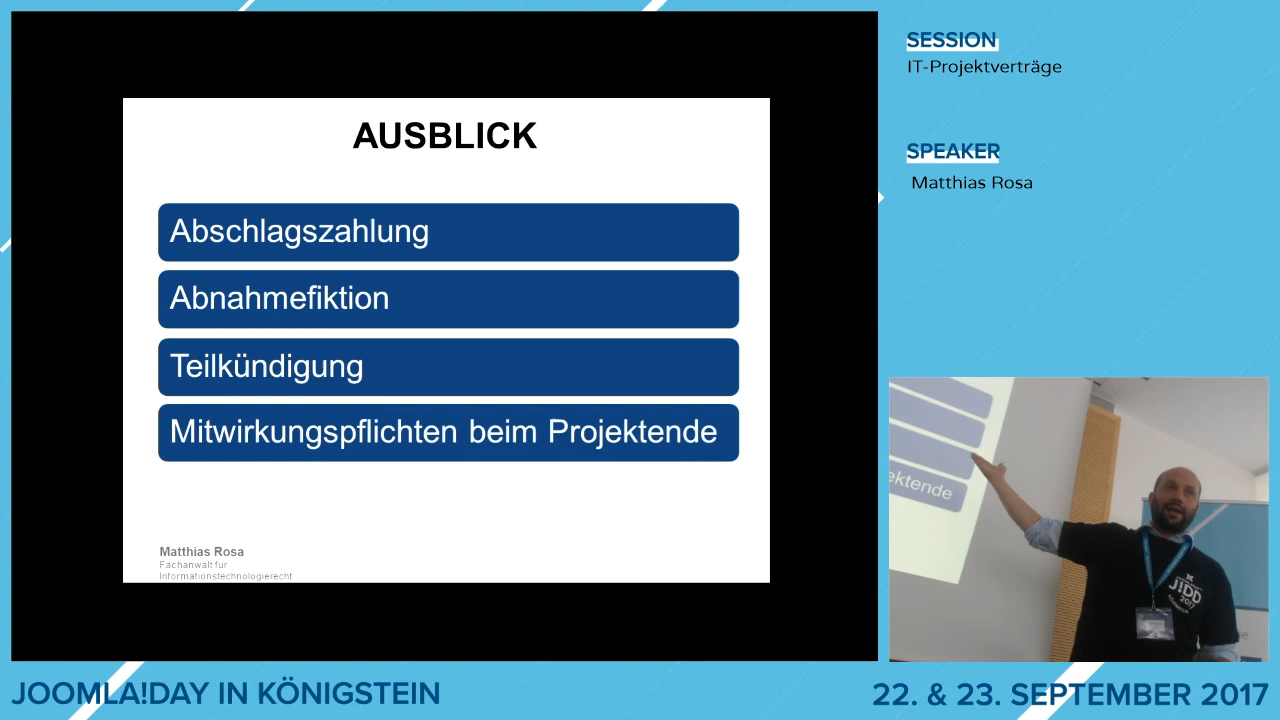 AUSBLICK
Abschlagszahlung
Abnahmefiktion
Teilkündigung
Mitwirkungspflichten beim Projektende
Matthias Rosa
Fachanwalt für
Informationstechnologierecht
SESSION
IT-Projektverträge
SPEAKER
Matthias Rosa
ektende
J!DD
2017
JOOMLA!DAY IN KÖNIGSTEIN
22. & 23. SEPTEMBER 2017